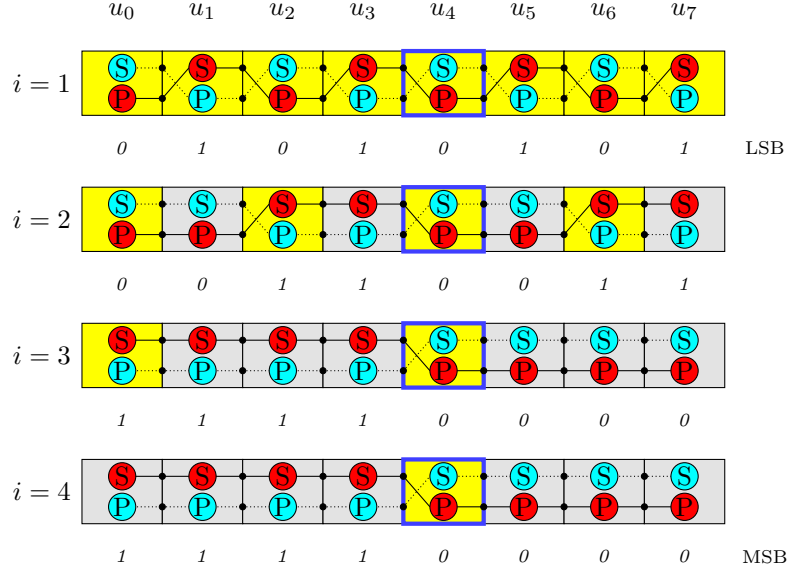 u₀ u₁ u₂ u₃ u₄ u₅ u₆ u₇
S S S S S S S S
i = 1
P P P P P P P P
0 1 0 1 0 1 0 1 LSB
S S S S S S S S
i = 2
P P P P P P P P
0 0 1 1 0 0 1 1
S S S S S S S S
i = 3
P P P P P P P P
1 1 1 1 0 0 0 0
S S S S S S S S
i = 4
P P P P P P P P
1 1 1 1 0 0 0 0 MSB